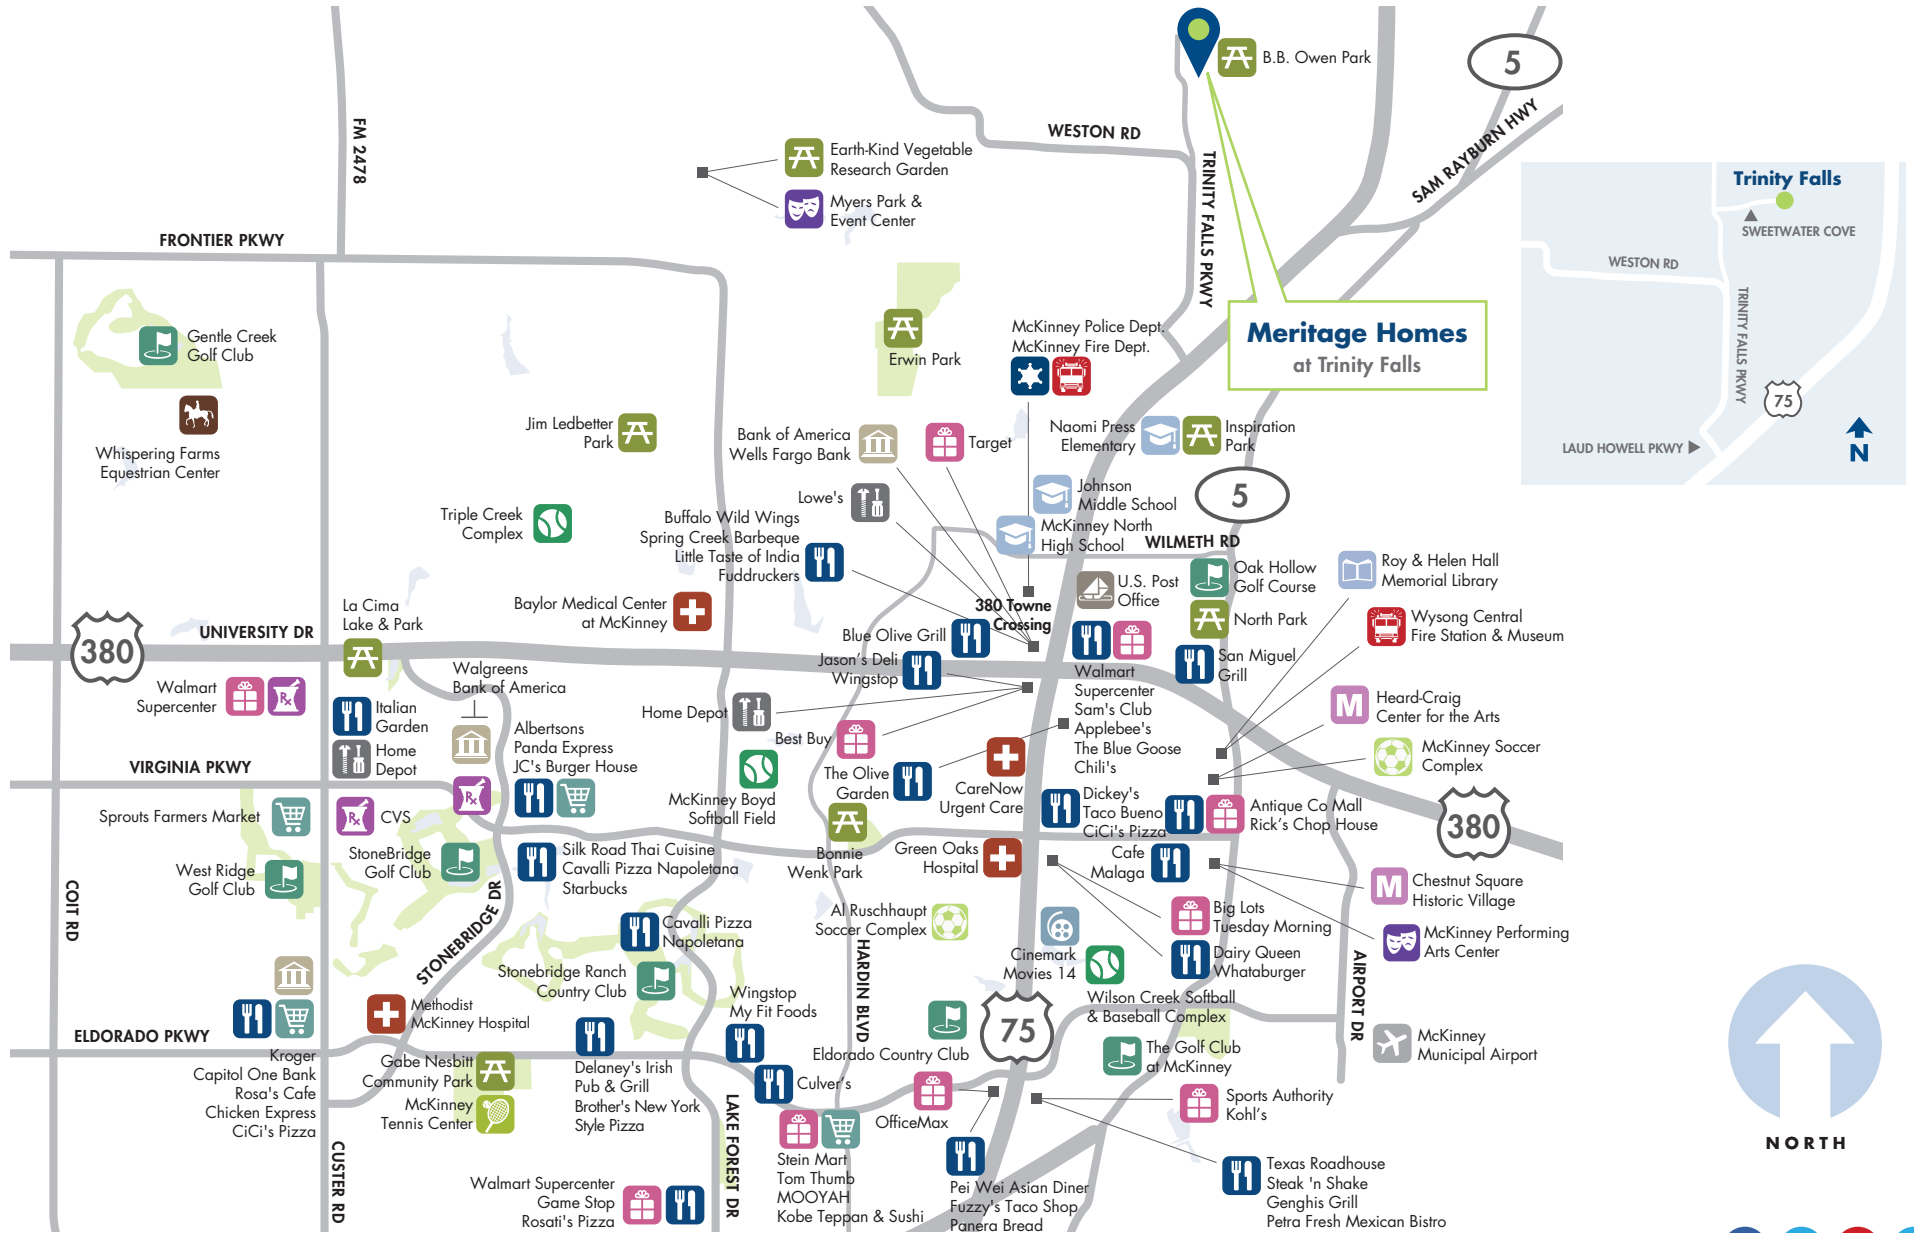 B.B. Owen Park
5
WESTON RD
SAM RAYBURN HWY
FM 2478
TRINITY FALLS PKWY
Earth-Kind Vegetable
Research Garden
Myers Park &
Event Center
FRONTIER PKWY
Trinity Falls
SWEETWATER COVE
WESTON RD
TRINITY FALLS PKWY
75
LAUD HOWELL PKWY
N
Meritage Homes
at Trinity Falls
Gentle Creek
Golf Club
Whispering Farms
Equestrian Center
Erwin Park
McKinney Police Dept.
McKinney Fire Dept.
Jim Ledbetter
Park
Bank of America
Wells Fargo Bank
Target
Naomi Press
Elementary
Inspiration
Park
Lowe's
Johnson
Middle School
5
Triple Creek
Complex
Buffalo Wild Wings
Spring Creek Barbeque
Little Taste of India
Fuddruckers
McKinney North
High School
WILMETH RD
U.S. Post
Office
Oak Hollow
Golf Course
North Park
Roy & Helen Hall
Memorial Library
Wysong Central
Fire Station & Museum
La Cima
Lake & Park
Baylor Medical Center
at McKinney
380 Towne
Crossing
380
UNIVERSITY DR
Blue Olive Grill
Jason's Deli
Wingstop
San Miguel
Grill
Walmart
Supercenter
Walgreens
Bank of America
Italian
Garden
Home
Depot
Home Depot
Best Buy
Walmart
Supercenter
Sam's Club
Applebee's
The Blue Goose
Chili's
Heard-Craig
Center for the Arts
M
McKinney Soccer
Complex
Albertsons
Panda Express
JC's Burger House
VIRGINIA PKWY
Rx
Rx
Rx
McKinney Boyd
Softball Field
The Olive
Garden
CareNow
Urgent Care
Dickey's
Taco Bueno
CiCi's Pizza
Antique Co Mall
Rick's Chop House
380
Sprouts Farmers Market
CVS
StoneBridge
Golf Club
Silk Road Thai Cuisine
Cavalli Pizza Napoletana
Starbucks
Bonnie
Wenk Park
Green Oaks
Hospital
Cafe
Malaga
West Ridge
Golf Club
COIT RD
STONEBRIDGE DR
Cavalli Pizza
Napoletana
Al Ruschhaupt
Soccer Complex
HARDIN BLVD
Big Lots
Tuesday Morning
Dairy Queen
Whataburger
M
Chestnut Square
Historic Village
McKinney Performing
Arts Center
Cinemark
Movies 14
AIRPORT DR
Stonebridge Ranch
Country Club
Wingstop
My Fit Foods
Wilson Creek Softball
& Baseball Complex
75
Methodist
McKinney Hospital
ELDORADO PKWY
Kroger
Capitol One Bank
Rosa's Cafe
Chicken Express
CiCi's Pizza
Gabe Nesbitt
Community Park
McKinney
Tennis Center
Delaney's Irish
Pub & Grill
Brother's New York
Style Pizza
Culver's
Eldorado Country Club
The Golf Club
at McKinney
McKinney
Municipal Airport
OfficeMax
Sports Authority
Kohl's
CUSTER RD
LAKE FOREST DR
Stein Mart
Tom Thumb
MOOYAH
Kobe Teppan & Sushi
Walmart Supercenter
Game Stop
Rosati's Pizza
Pei Wei Asian Diner
Fuzzy's Taco Shop
Panera Bread
Texas Roadhouse
Steak 'n Shake
Genghis Grill
Petra Fresh Mexican Bistro
NORTH